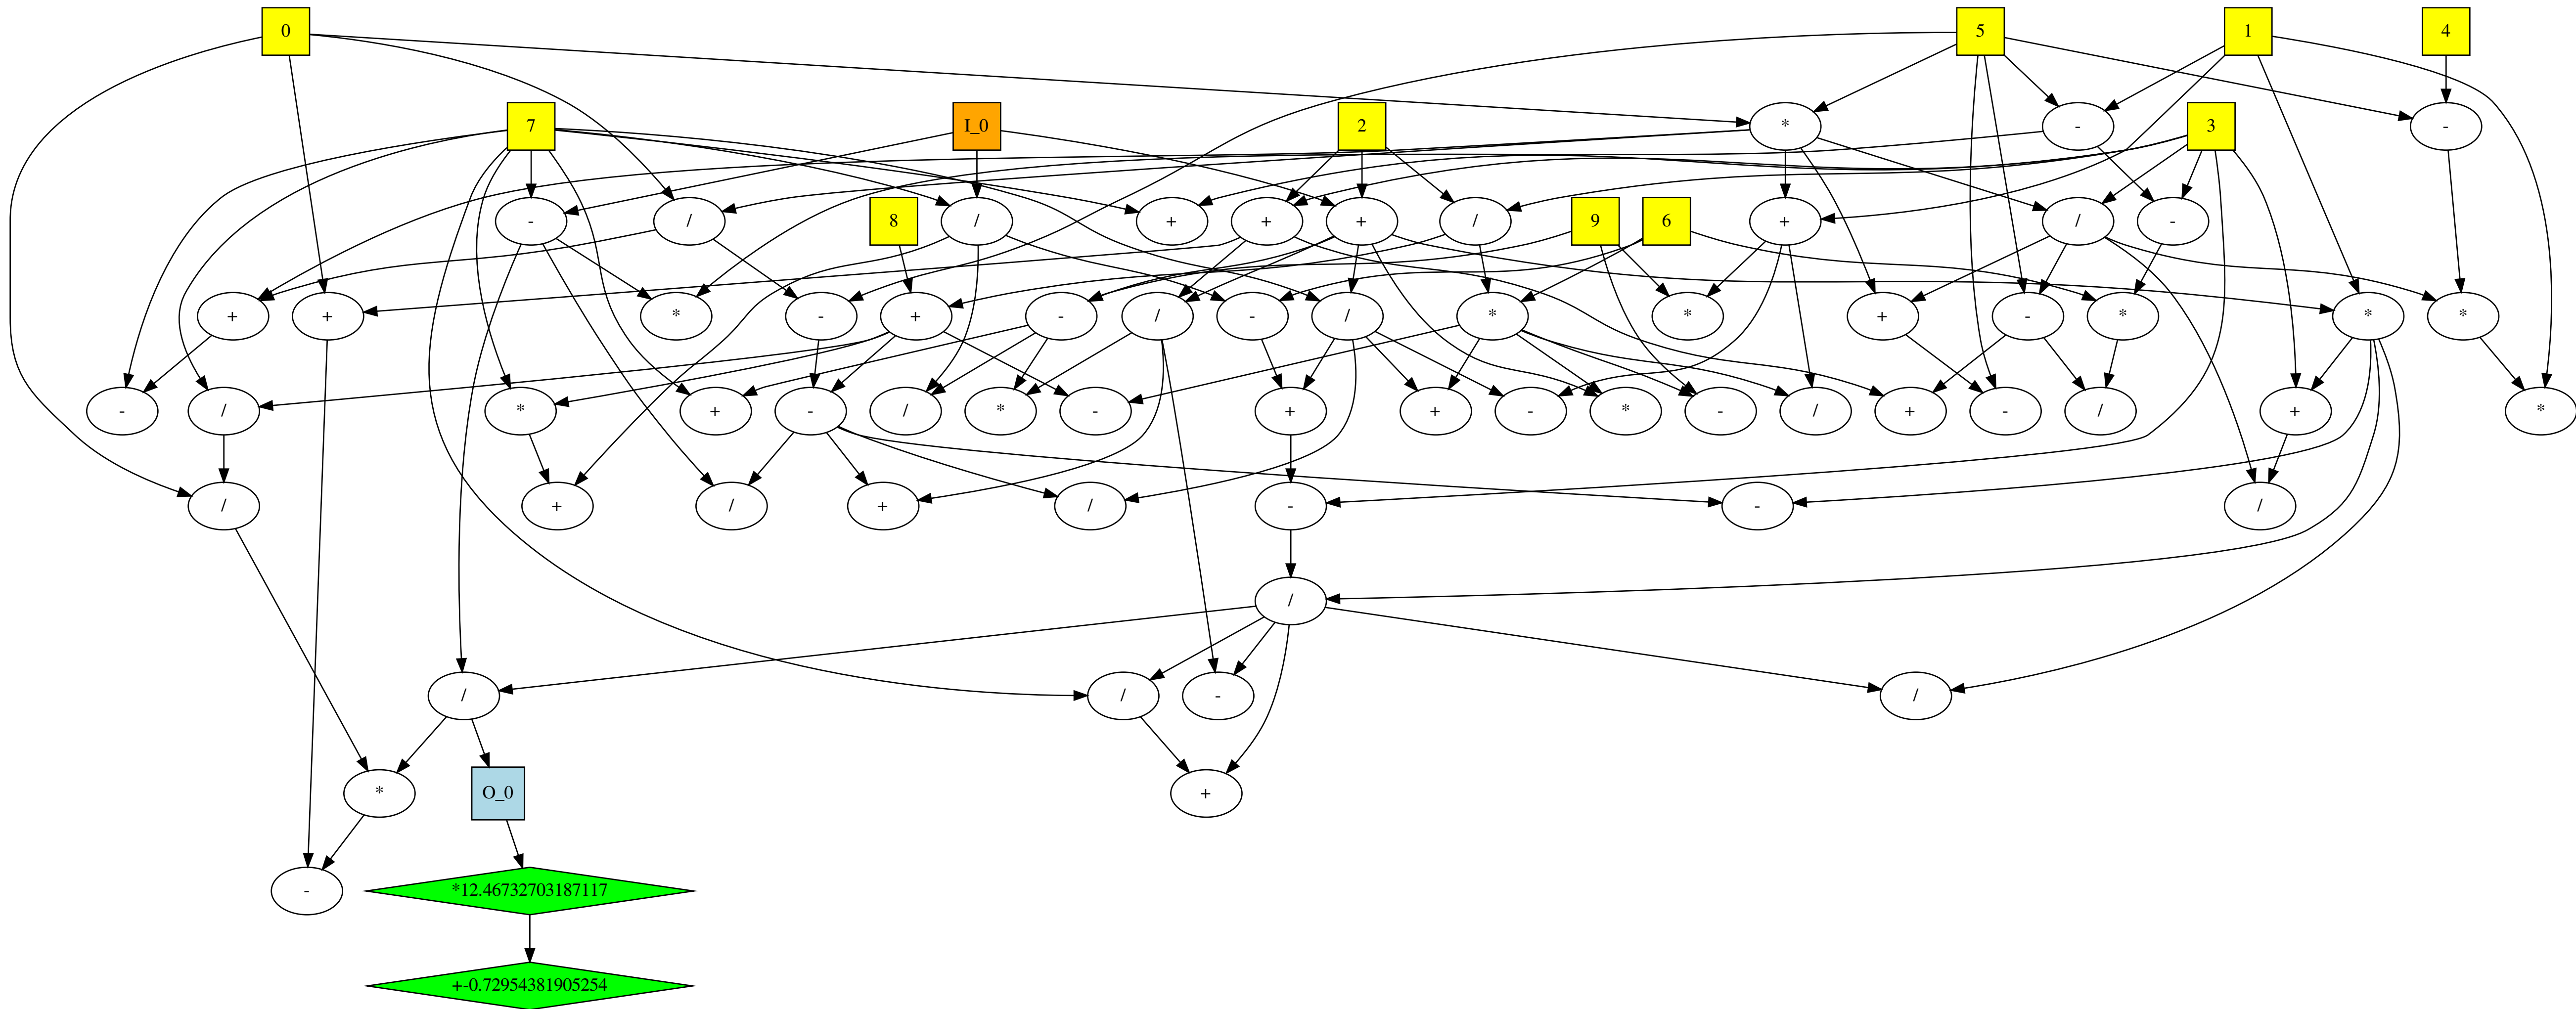 0 5 1 4
7 I_0 2 * - 3 -
- / 8 / + + + / 9 6 + / -
+ + * - + - / - / * * + - * * *
- / * + / * - + + - * - / + - / + *
/ + / + / - - /
/
/ / - /
* O_0 +
- *12.46732703187117
+-0.72954381905254